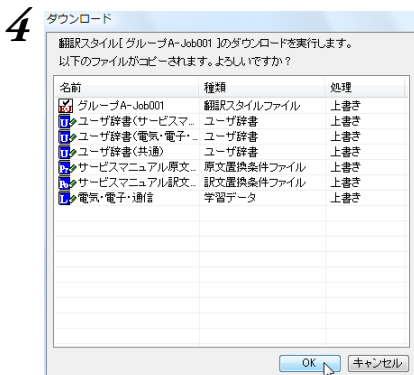 4
ダウンロード
翻訳スタイル[ グループA-Job001 ]のダウンロードを実行します。
以下のファイルがコピーされます。よろしいですか？
名前 種類 処理
グループA-Job001 翻訳スタイルファイル 上書き
ユーザ辞書(サービスマ... ユーザ辞書 上書き
ユーザ辞書(電気・電子・... ユーザ辞書 上書き
ユーザ辞書(共通) ユーザ辞書 上書き
サービスマニュアル原文... 原文置換条件ファイル 上書き
サービスマニュアル訳文... 訳文置換条件ファイル 上書き
電気・電子・通信 学習データ 上書き
OK キャンセル